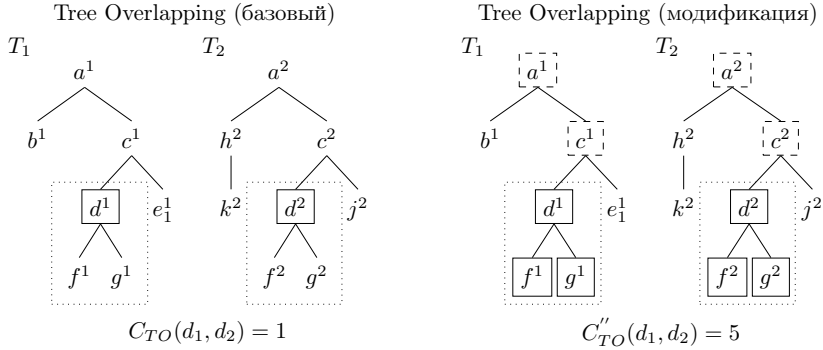 Tree Overlapping (базовый)
T₁ T₂
a¹ a²
b¹ c¹ h² c²
d¹ e₁¹ k² d² j²
f¹ g¹ f² g²
C_{TO}(d₁, d₂) = 1
Tree Overlapping (модификация)
T₁ T₂
a¹ a²
b¹ c¹ h² c²
d¹ e₁¹ k² d² j²
f¹ g¹ f² g²
C''_{TO}(d₁, d₂) = 5